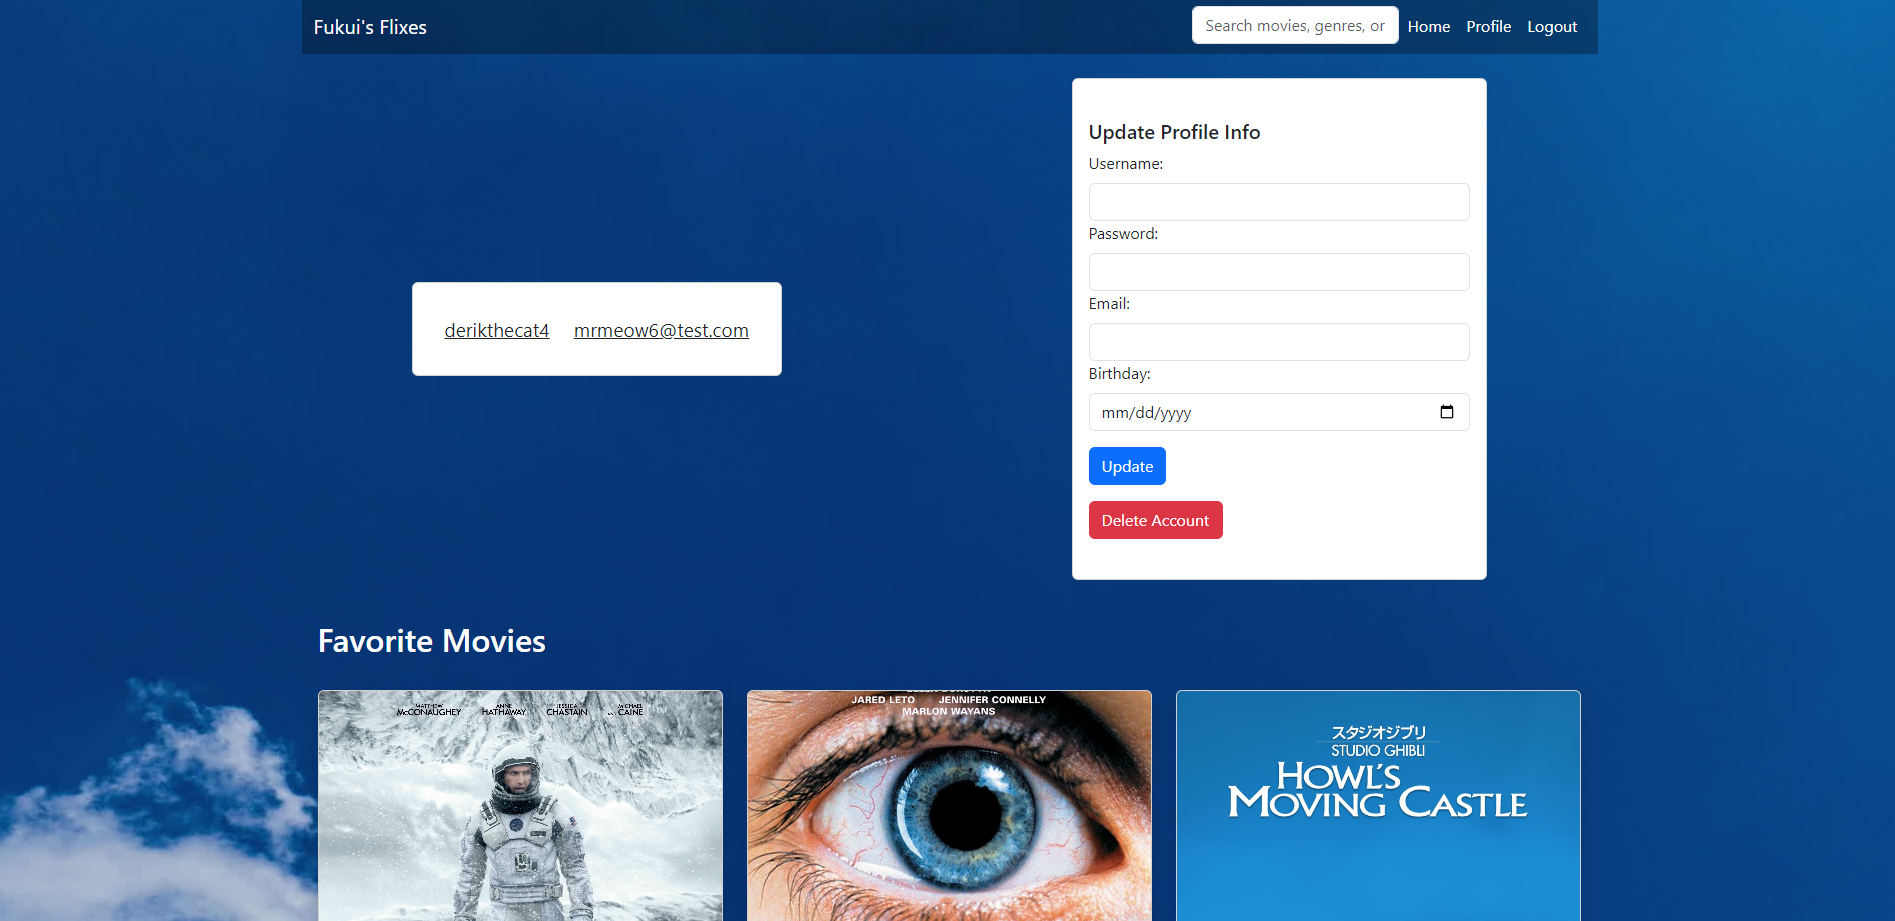 Fukui's Flixes
Search movies, genres, or
Home
Profile
Logout
Update Profile Info
Username:
Password:
derikthecat4
mrmeow6@test.com
Email:
Birthday:
mm/dd/yyyy
Update
Delete Account
Favorite Movies
MATTHEW McCONAUGHEY
ANNE HATHAWAY
JESSICA CHASTAIN
MICHAEL CAINE
JARED LETO JENNIFER CONNELLY
MARLON WAYANS
スタジオジブリ
STUDIO GHIBLI
HOWL'S
MOVING CASTLE